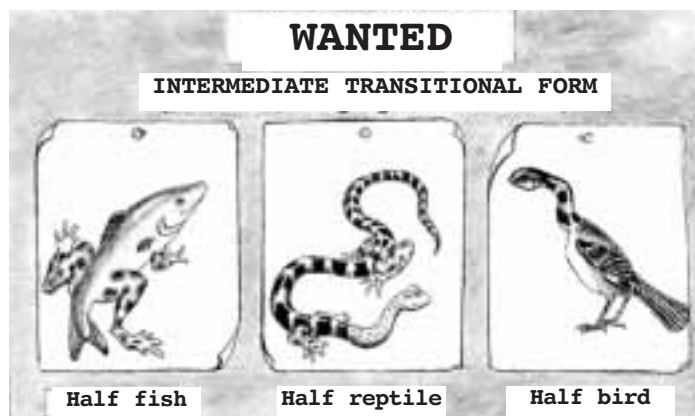 WANTED
INTERMEDIATE TRANSITIONAL FORM
Half fish
Half reptile
Half bird